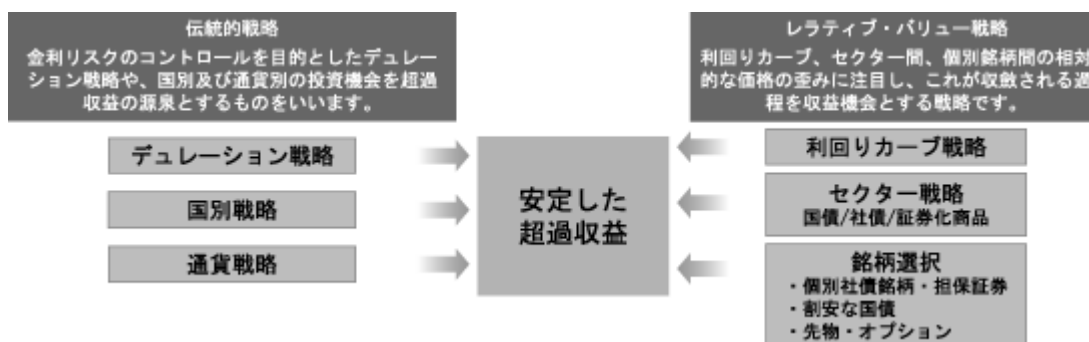 伝統的戦略
金利リスクのコントロールを目的としたデュレー
ション戦略や、国別及び通貨別の投資機会を超過
収益の源泉とするものをいいます。
デュレーション戦略
国別戦略
通貨戦略
安定した
超過収益
レラティブ・バリュー戦略
利回りカーブ、セクター間、個別銘柄間の相対
的な価格の歪みに注目し、これが収斂される過
程を収益機会とする戦略です。
利回りカーブ戦略
セクター戦略
国債/社債/証券化商品
銘柄選択
・個別社債銘柄・担保証券
・割安な国債
・先物・オプション